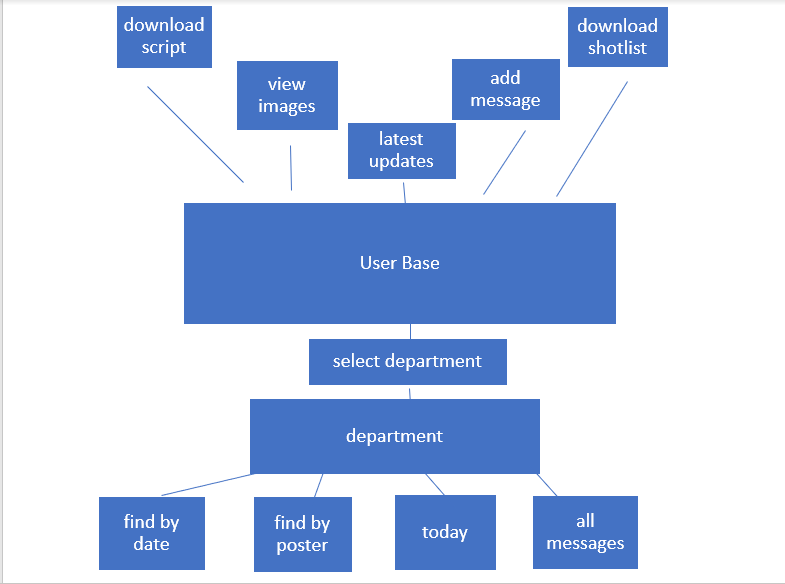 download
script
view
images
latest
updates
add
message
download
shotlist
User Base
select department
department
find by
date
find by
poster
today
all
messages